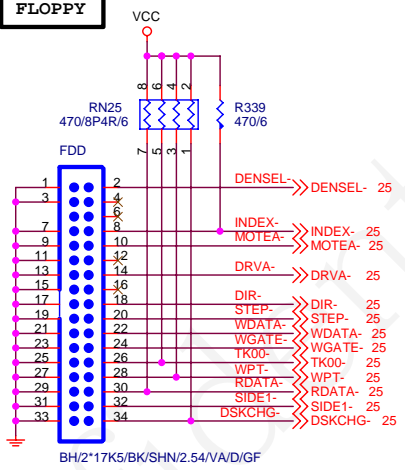 FLOPPY
VCC
8 6 4 2
RN25
470/8P4R/6
R339
470/6
7 5 3 1
FDD
1 2 DENSEL- DENSEL- 25
3 4
6
7 8 INDEX- INDEX- 25
9 10 MOTEA- MOTEA- 25
11 12
13 14 DRVA- DRVA- 25
15 16
17 18 DIR- DIR- 25
19 20 STEP- STEP- 25
21 22 WDATA- WDATA- 25
23 24 WGATE- WGATE- 25
25 26 TK00- TK00- 25
27 28 WPT- WPT- 25
29 30 RDATA- RDATA- 25
31 32 SIDE1- SIDE1- 25
33 34 DSKCHG- DSKCHG- 25
BH/2*17K5/BK/SHN/2.54/VA/D/GF